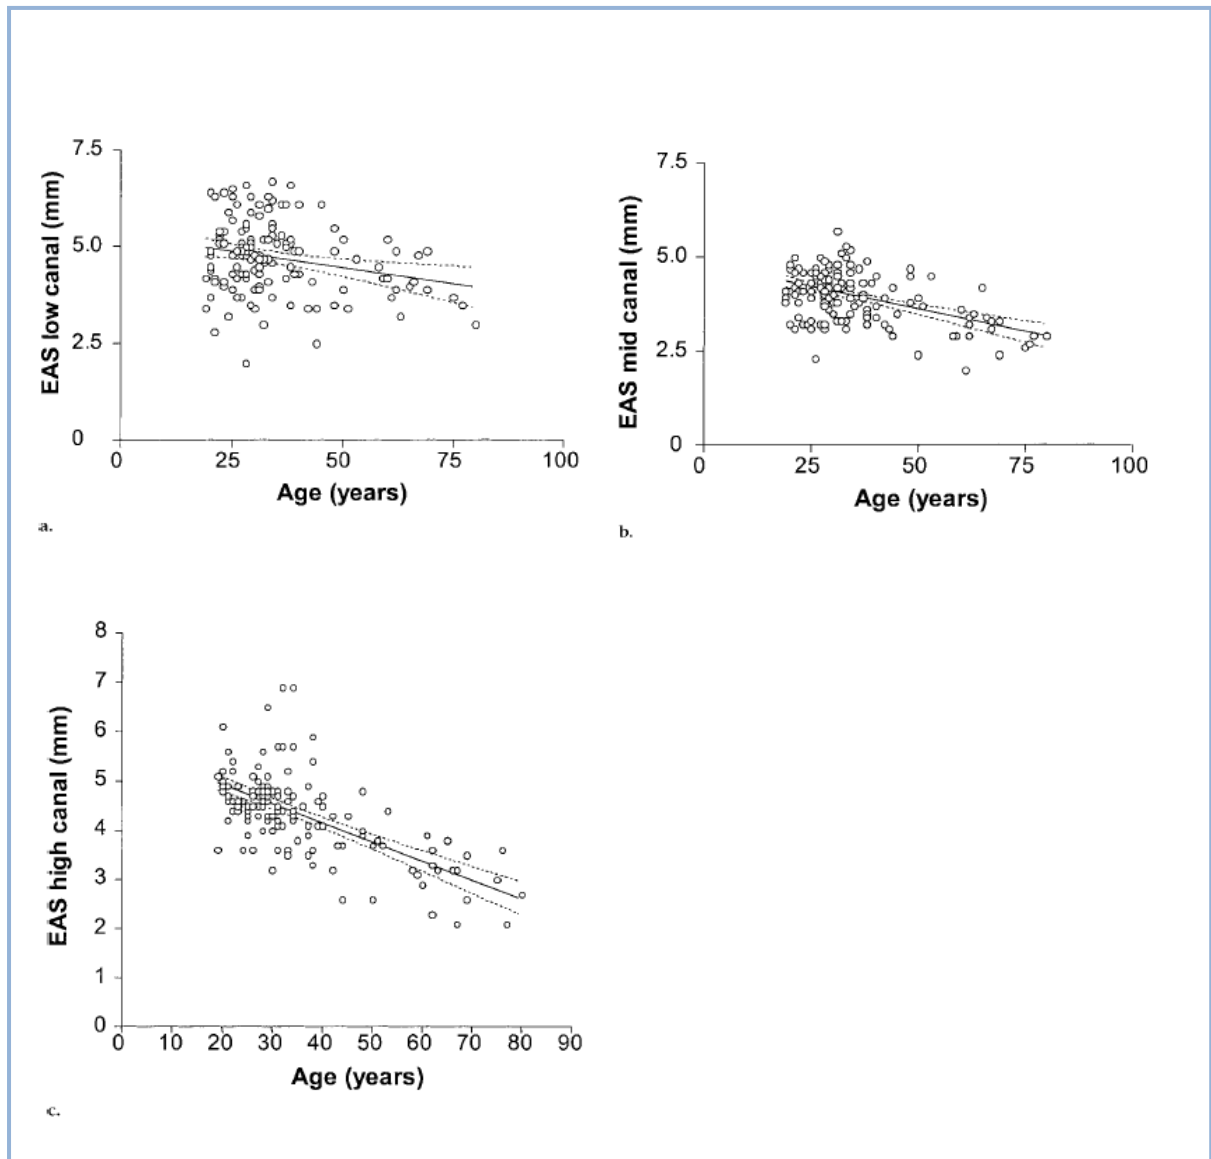 7.5
5.0
2.5
0
EAS low canal (mm)
0 25 50 75 100
Age (years)
a.
7.5
5.0
2.5
0
EAS mid canal (mm)
0 25 50 75 100
Age (years)
b.
8
7
6
5
4
3
2
1
0
EAS high canal (mm)
0 10 20 30 40 50 60 70 80 90
Age (years)
c.